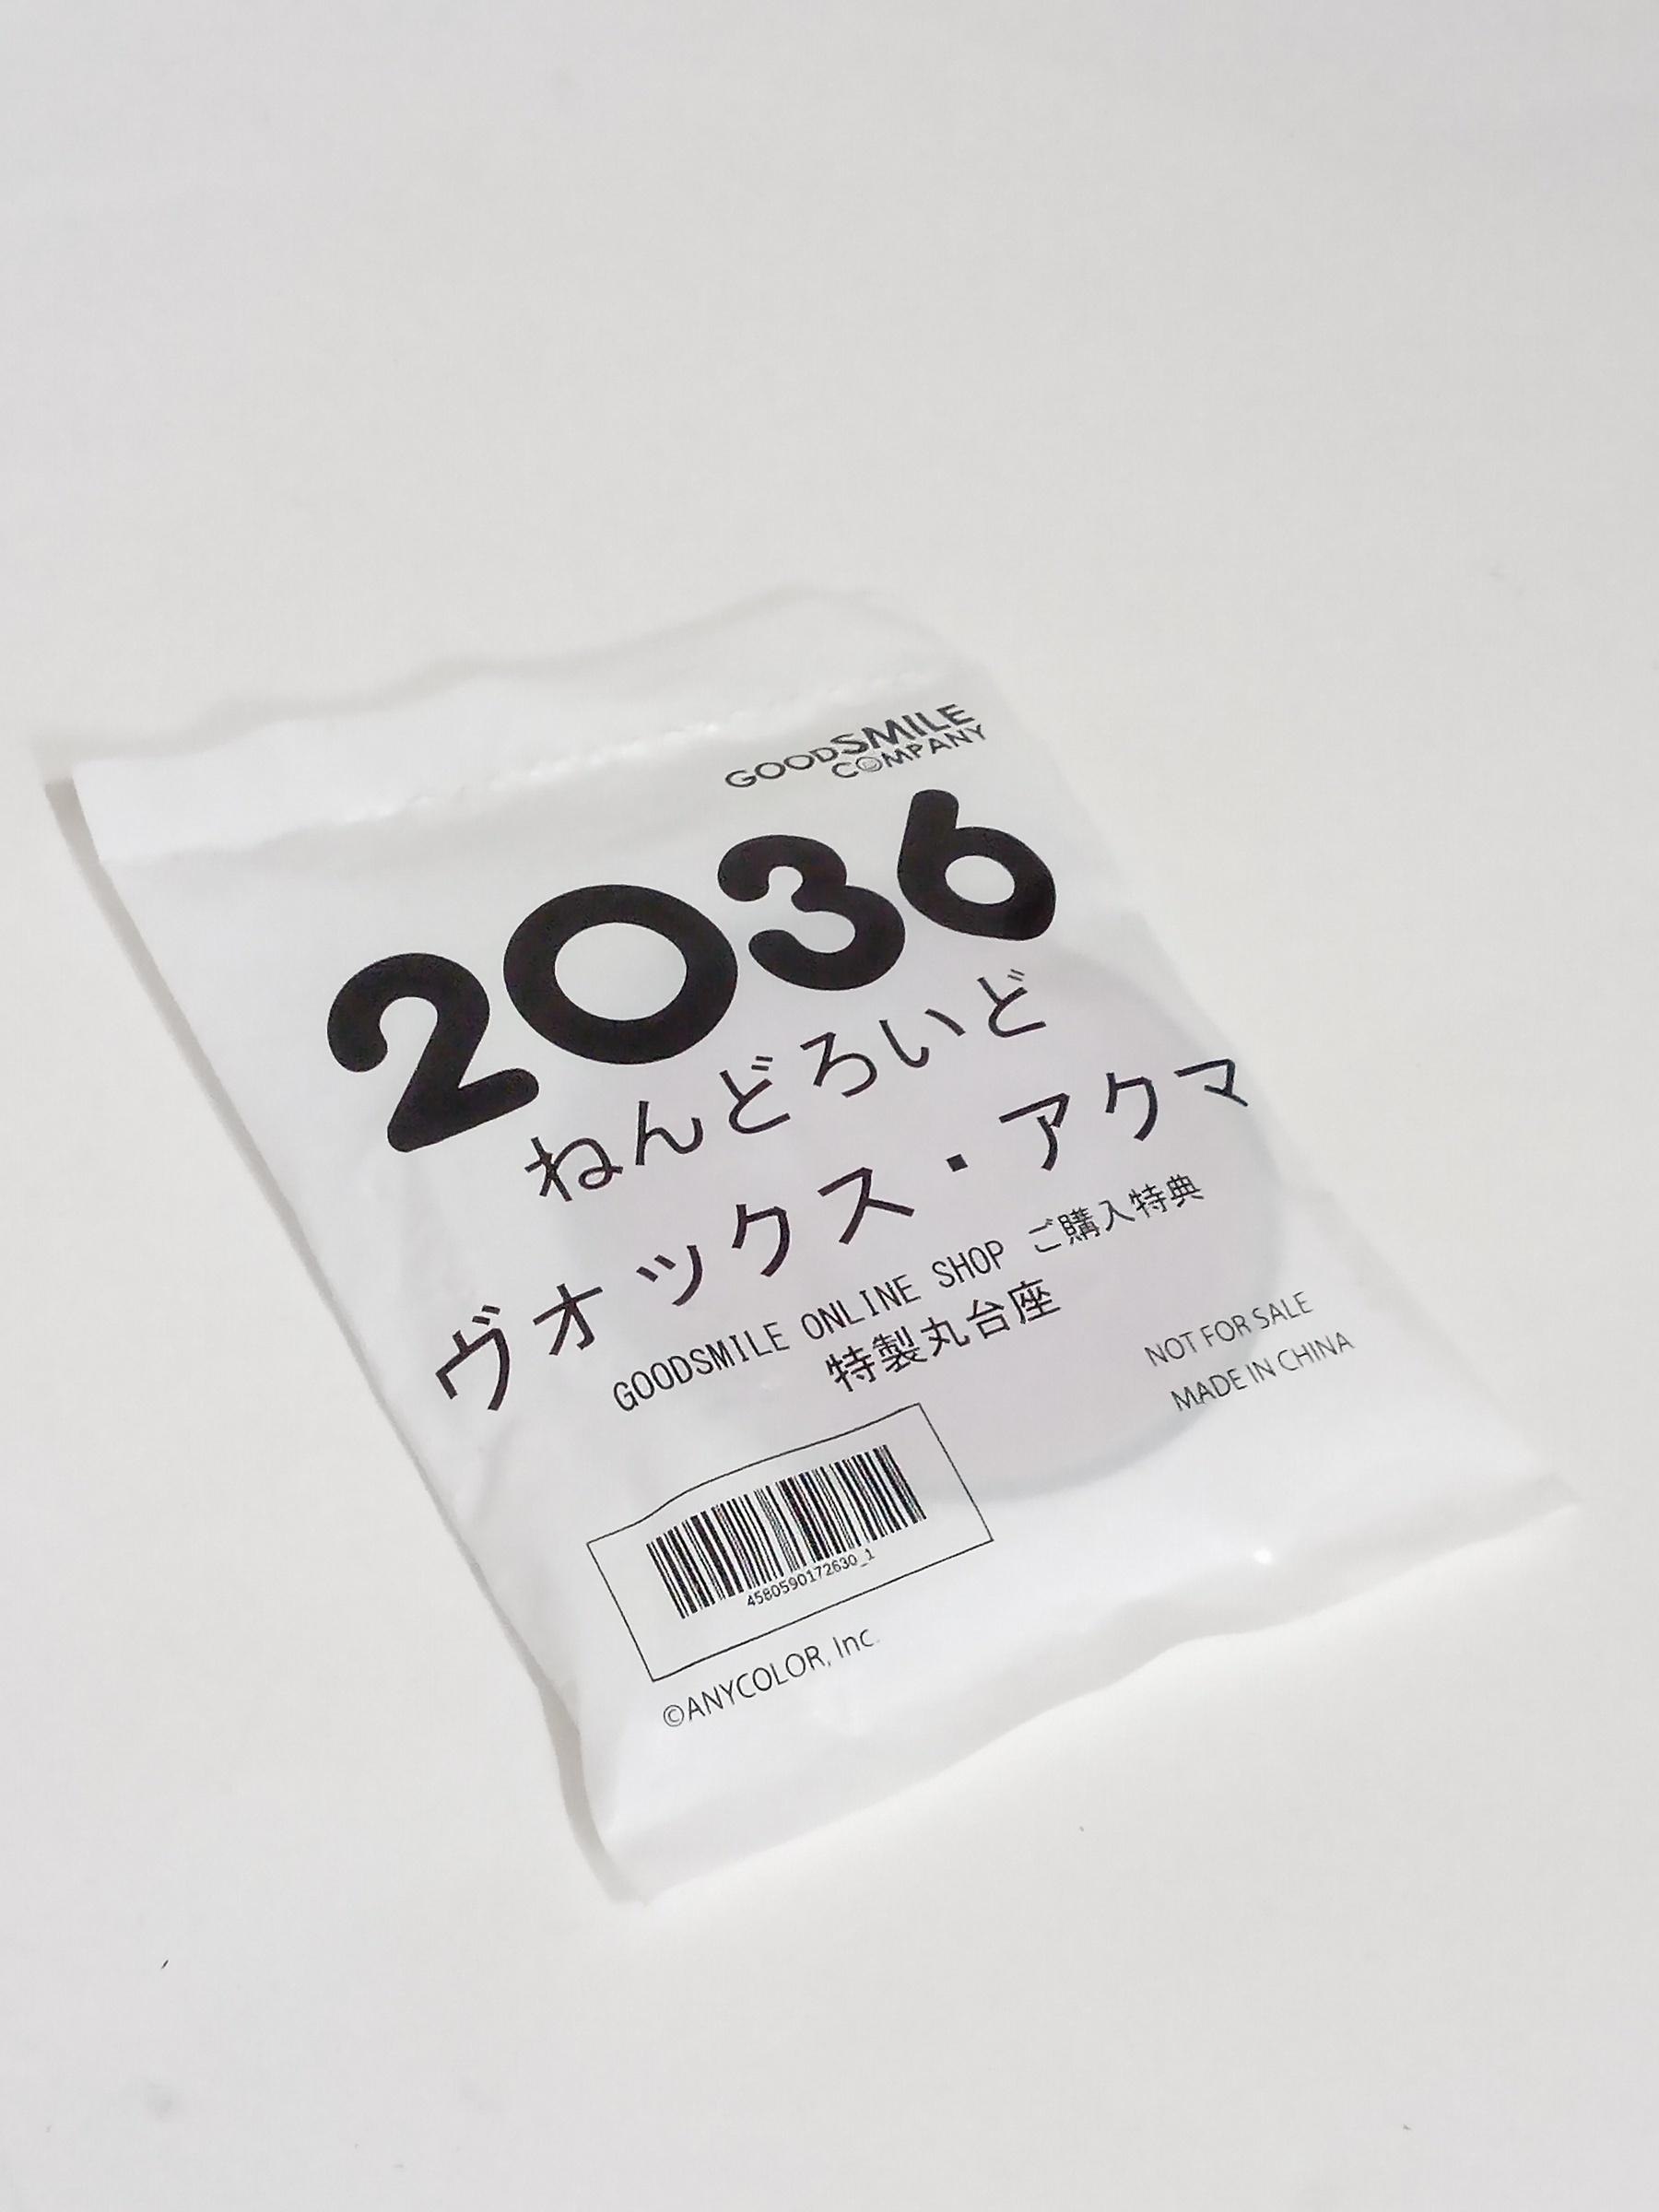 GOODSMILE
COMPANY
2036
ねんどろいど
ヴォックス・アクマ
GOODSMILE ONLINE SHOP ご購入特典
特製丸台座
NOT FOR SALE
MADE IN CHINA
4580590172630_1
©ANYCOLOR, Inc.